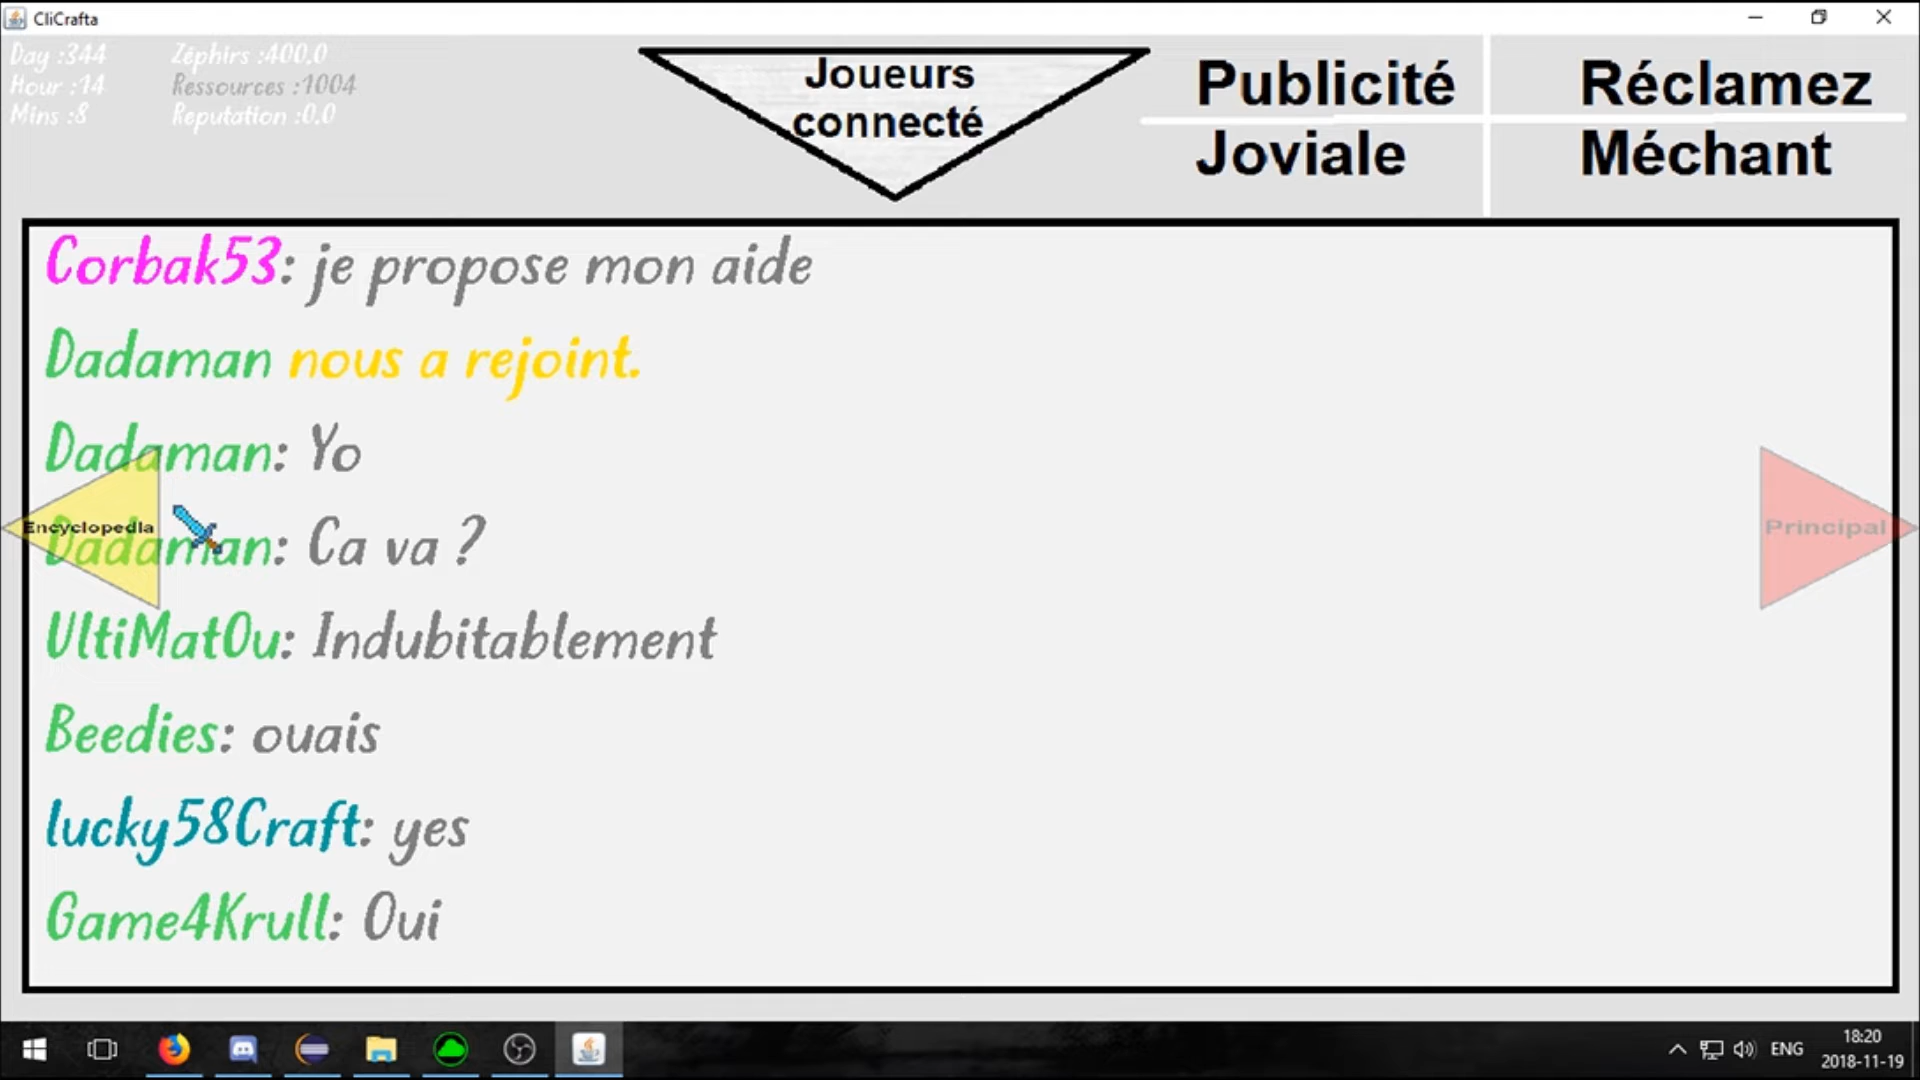 CliCrafta
Day :344
Zéphirs :400.0
Hour :14
Ressources :1004
Mins :8
Reputation :0.0
Joueurs
connecté
Publicité
Réclamez
Joviale
Méchant
Corbak53: je propose mon aide
Dadaman nous a rejoint.
Dadaman: Yo
Encyclopedia
Dadaman: Ca va ?
Principal
UltiMatOu: Indubitablement
Beedies: ouais
lucky58Craft: yes
Game4Krull: Oui
ENG
18:20
2018-11-19